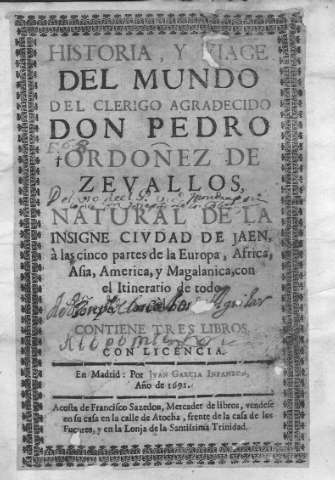 HISTORIA, Y VIAGE
DEL MUNDO
DEL CLERIGO AGRADECIDO
DON PEDRO
ORDOÑEZ DE
ZEVALLOS,
NATURAL DE LA
INSIGNE CIVDAD DE JAEN,
à las cinco partes de la Europa, Africa,
Asia, America, y Magalanica, con
el Itinerario de todo
Aguilar
CONTIENE TRES LIBROS.
CON LICENCIA.
En Madrid: Por IVAN GARCIA INFANZON,
Año de 1691.
Acosta de Francisco Sazedon, Mercader de libros, vendese
en su casa en la calle de Atocha, frente de la casa de los
Fucares, y en la Lonja de la Santissima Trinidad.